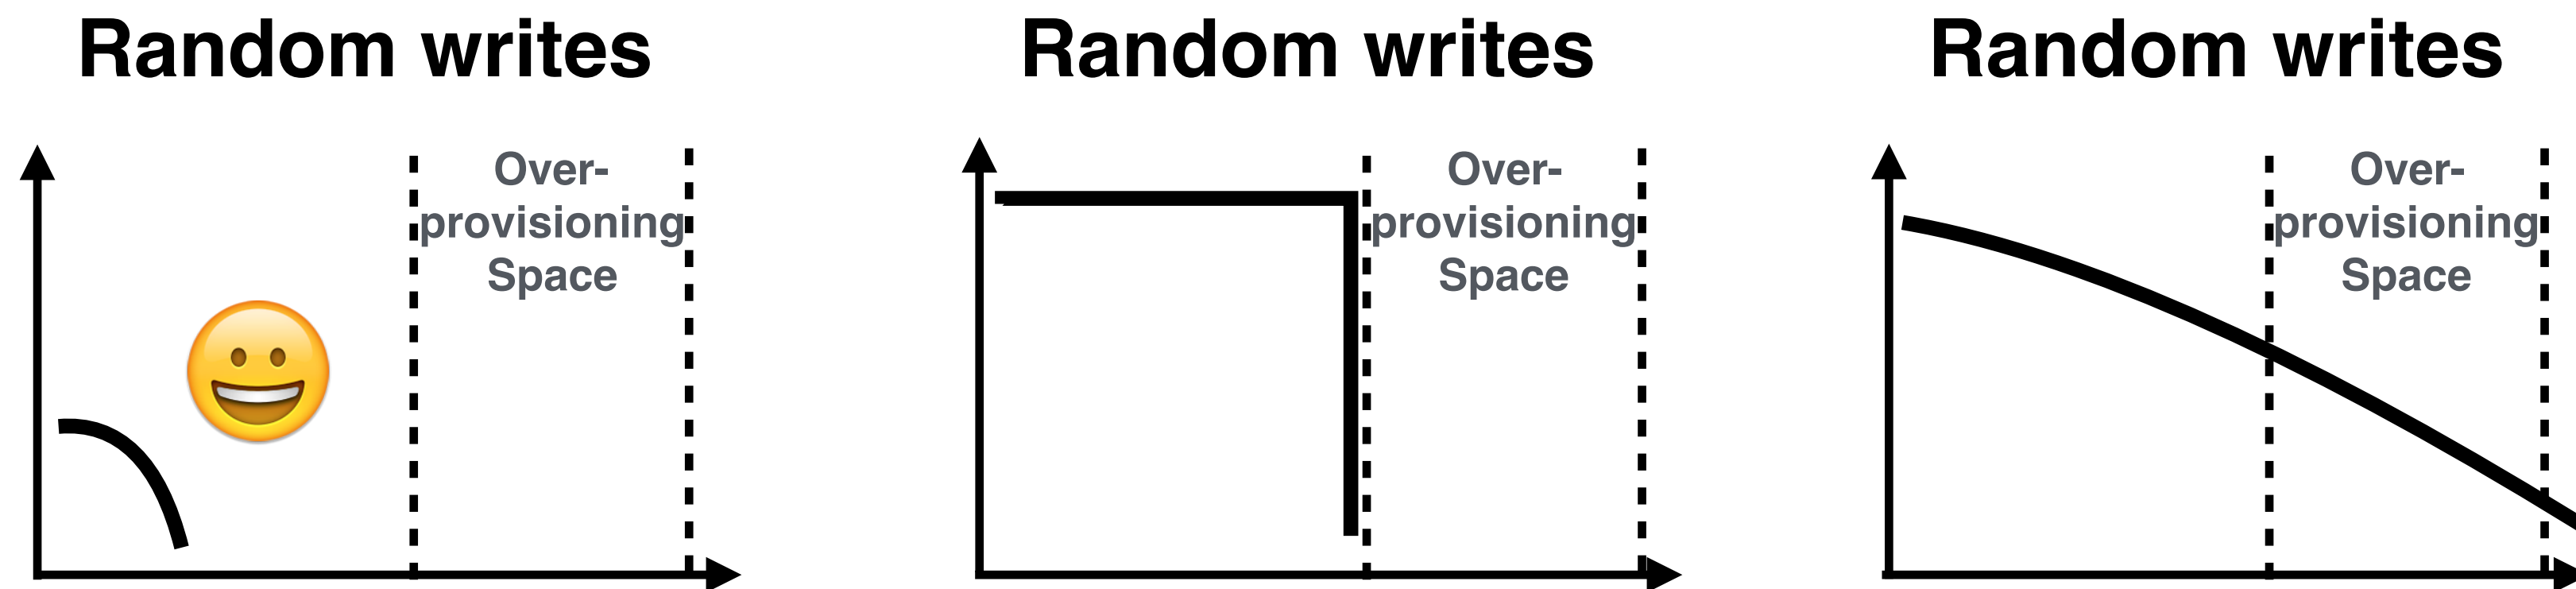 Random writes
Over-
provisioning
Space
Random writes
Over-
provisioning
Space
Random writes
Over-
provisioning
Space